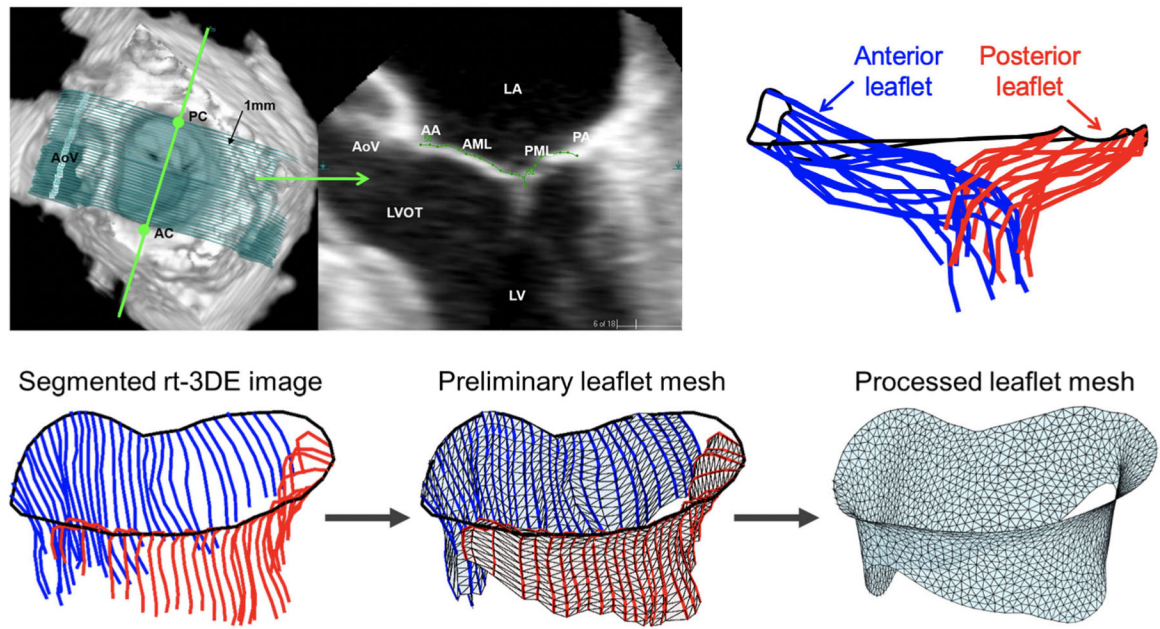 1mm
PC
AoV
AC
LA
AA
AML
PML
PA
AoV
LVOT
LV
6 of 18
Anterior
leaflet
Posterior
leaflet
Segmented rt-3DE image
Preliminary leaflet mesh
Processed leaflet mesh